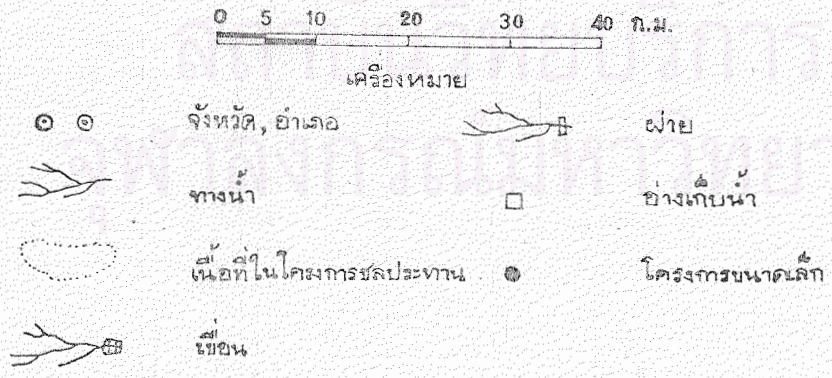 0 5 10 20 30 40 ก.ม.
เครื่องหมาย
จังหวัด, อำเภอ ฝาย
ทางน้ำ อ่างเก็บน้ำ
เนื้อที่ในโครงการชลประทาน โครงการขนาดเล็ก
เขื่อน